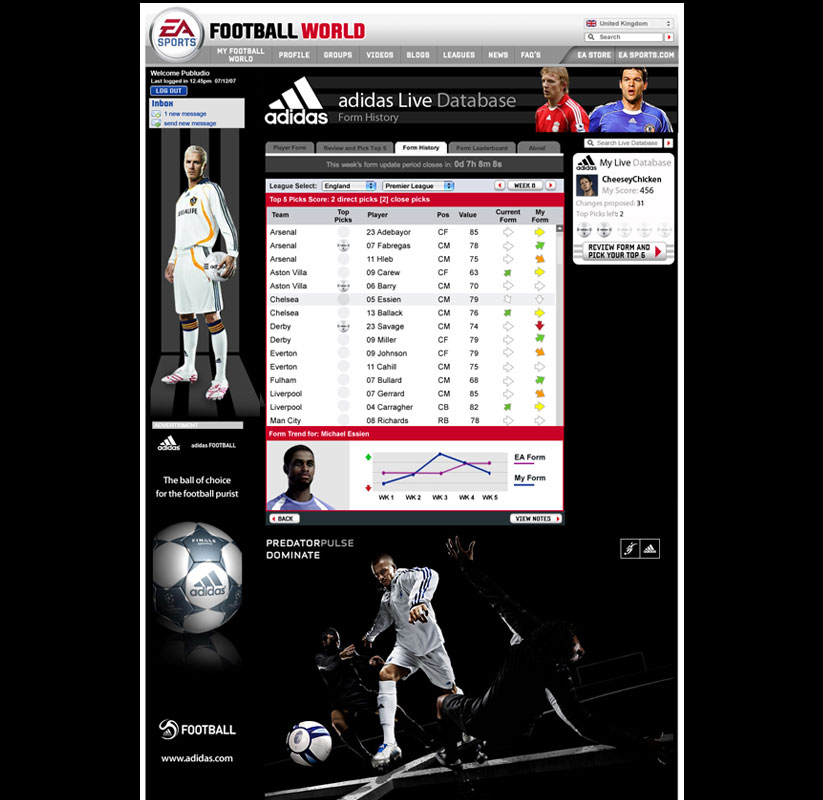 EA SPORTS FOOTBALL WORLD
United Kingdom
Search
MY FOOTBALL WORLD PROFILE GROUPS VIDEOS BLOGS LEAGUES NEWS FAQ'S EA STORE EA SPORTS.COM
Welcome Publudio
Last logged in 12.45pm 07/12/07
LOG OUT
Inbox
1 new message
send new message
adidas
adidas Live Database
Form History
Player Form Review and Pick Top 5 Form History Form Leaderboard About
Search Live Database
This week's form update period closes in: 0d 7h 8m 8s
League Select: England Premier League WEEK 8
Top 5 Picks Score: 2 direct picks [2] close picks
Team Top Picks Player Pos Value Current Form My Form
Arsenal 23 Adebayor CF 85
Arsenal 07 Fabregas CM 78
Arsenal 11 Hleb CM 75
Aston Villa 09 Carew CF 63
Aston Villa 06 Barry CM 70
Chelsea 05 Essien CM 79
Chelsea 13 Ballack CM 76
Derby 23 Savage CM 74
Derby 09 Miller CF 79
Everton 09 Johnson CF 79
Everton 11 Cahill CM 75
Fulham 07 Bullard CM 68
Liverpool 07 Gerrard CM 85
Liverpool 04 Carragher CB 82
Man City 08 Richards RB 78
Form Trend for: Michael Essien
EA Form
My Form
WK 1 WK 2 WK 3 WK 4 WK 5
BACK VIEW NOTES
adidas
My Live Database
CheeseyChicken
My Score: 456
Changes proposed: 31
Top Picks left: 2
REVIEW FORM AND
PICK YOUR TOP 5
HERBALIFE
ADVERTISMENT
adidas
adidas FOOTBALL
The ball of choice
for the football purist
FINALE
adidas
FOOTBALL
www.adidas.com
PREDATORPULSE
DOMINATE